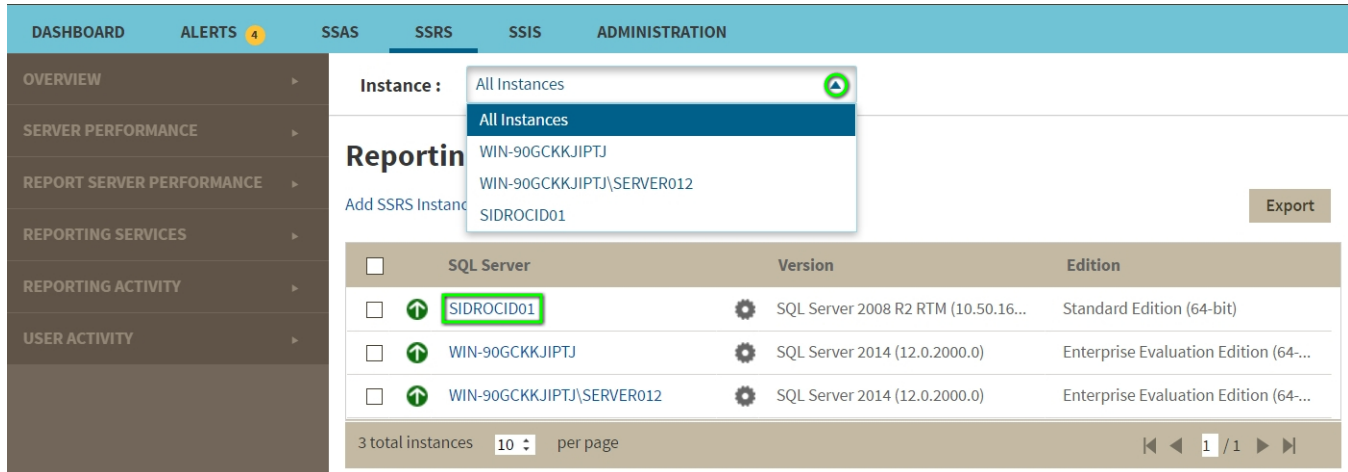 DASHBOARD ALERTS 4 SSAS SSRS SSIS ADMINISTRATION
OVERVIEW
SERVER PERFORMANCE
REPORT SERVER PERFORMANCE
REPORTING SERVICES
REPORTING ACTIVITY
USER ACTIVITY
Instance : All Instances
All Instances
WIN-90GCKKJIPTJ
WIN-90GCKKJIPTJ\SERVER012
SIDROCID01
Reportin
Add SSRS Instanc
Export
SQL Server Version Edition
SIDROCID01 SQL Server 2008 R2 RTM (10.50.16... Standard Edition (64-bit)
WIN-90GCKKJIPTJ SQL Server 2014 (12.0.2000.0) Enterprise Evaluation Edition (64-...
WIN-90GCKKJIPTJ\SERVER012 SQL Server 2014 (12.0.2000.0) Enterprise Evaluation Edition (64-...
3 total instances 10 per page 1 / 1